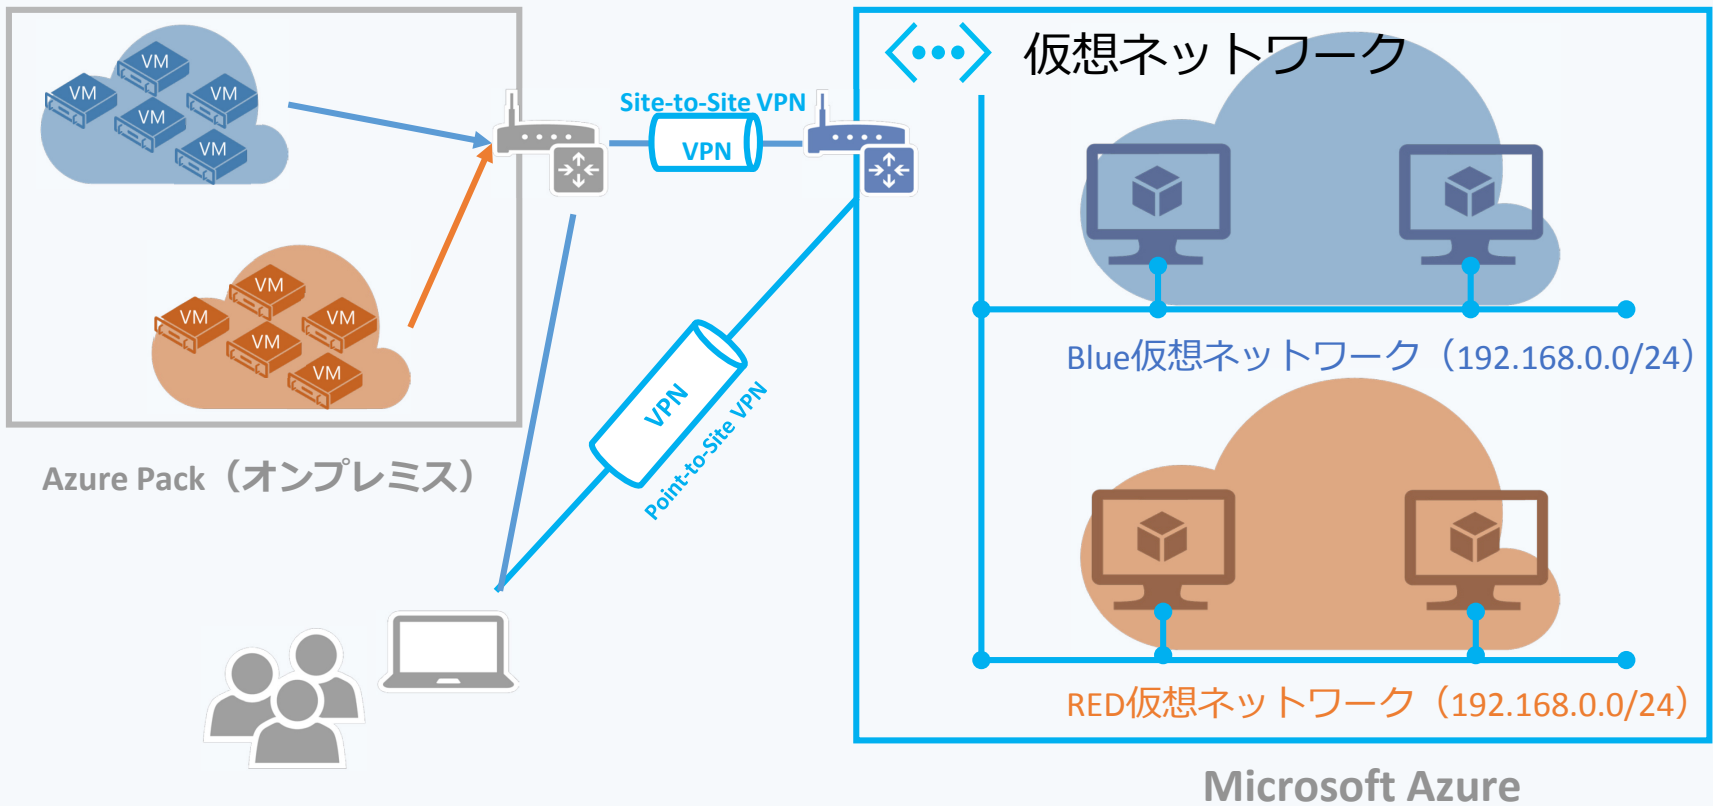 VM
VM
VM
VM
VM
VM
VM
VM
VM
VM
VM
VM
Azure Pack（オンプレミス）
Site-to-Site VPN
VPN
VPN
Point-to-Site VPN
仮想ネットワーク
Blue仮想ネットワーク（192.168.0.0/24）
RED仮想ネットワーク（192.168.0.0/24）
Microsoft Azure